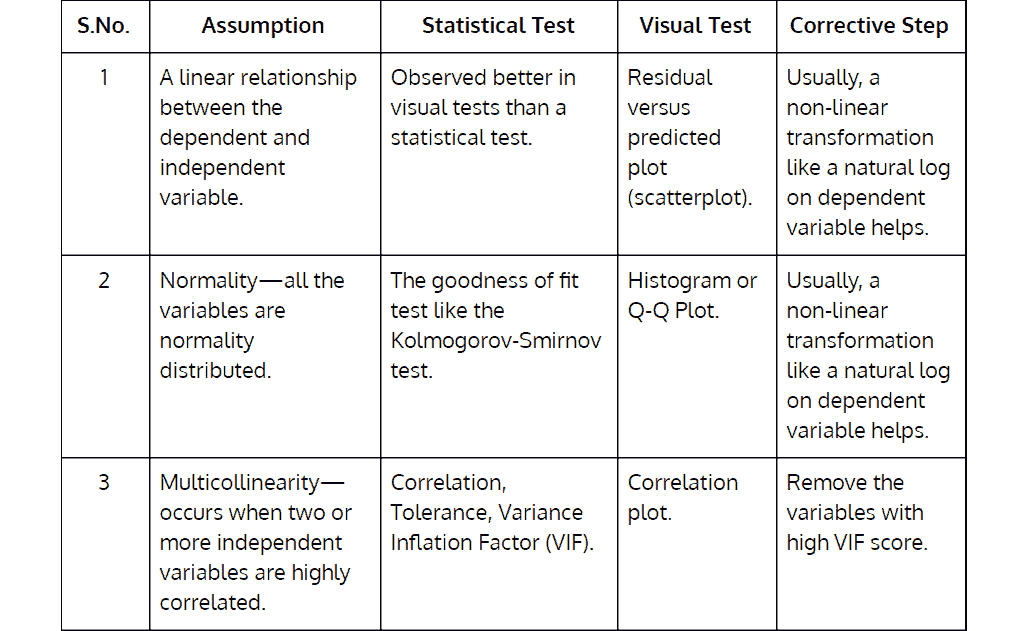 S.No. Assumption Statistical Test Visual Test Corrective Step
1
A linear relationship
between the
dependent and
independent
variable.
Observed better in
visual tests than a
statistical test.
Residual
versus
predicted
plot
(scatterplot).
Usually, a
non-linear
transformation
like a natural log
on dependent
variable helps.
2
Normality—all the
variables are
normality
distributed.
The goodness of fit
test like the
Kolmogorov-Smirnov
test.
Histogram or
Q-Q Plot.
Usually, a
non-linear
transformation
like a natural log
on dependent
variable helps.
3
Multicollinearity—
occurs when two or
more independent
variables are highly
correlated.
Correlation,
Tolerance, Variance
Inflation Factor (VIF).
Correlation
plot.
Remove the
variables with
high VIF score.